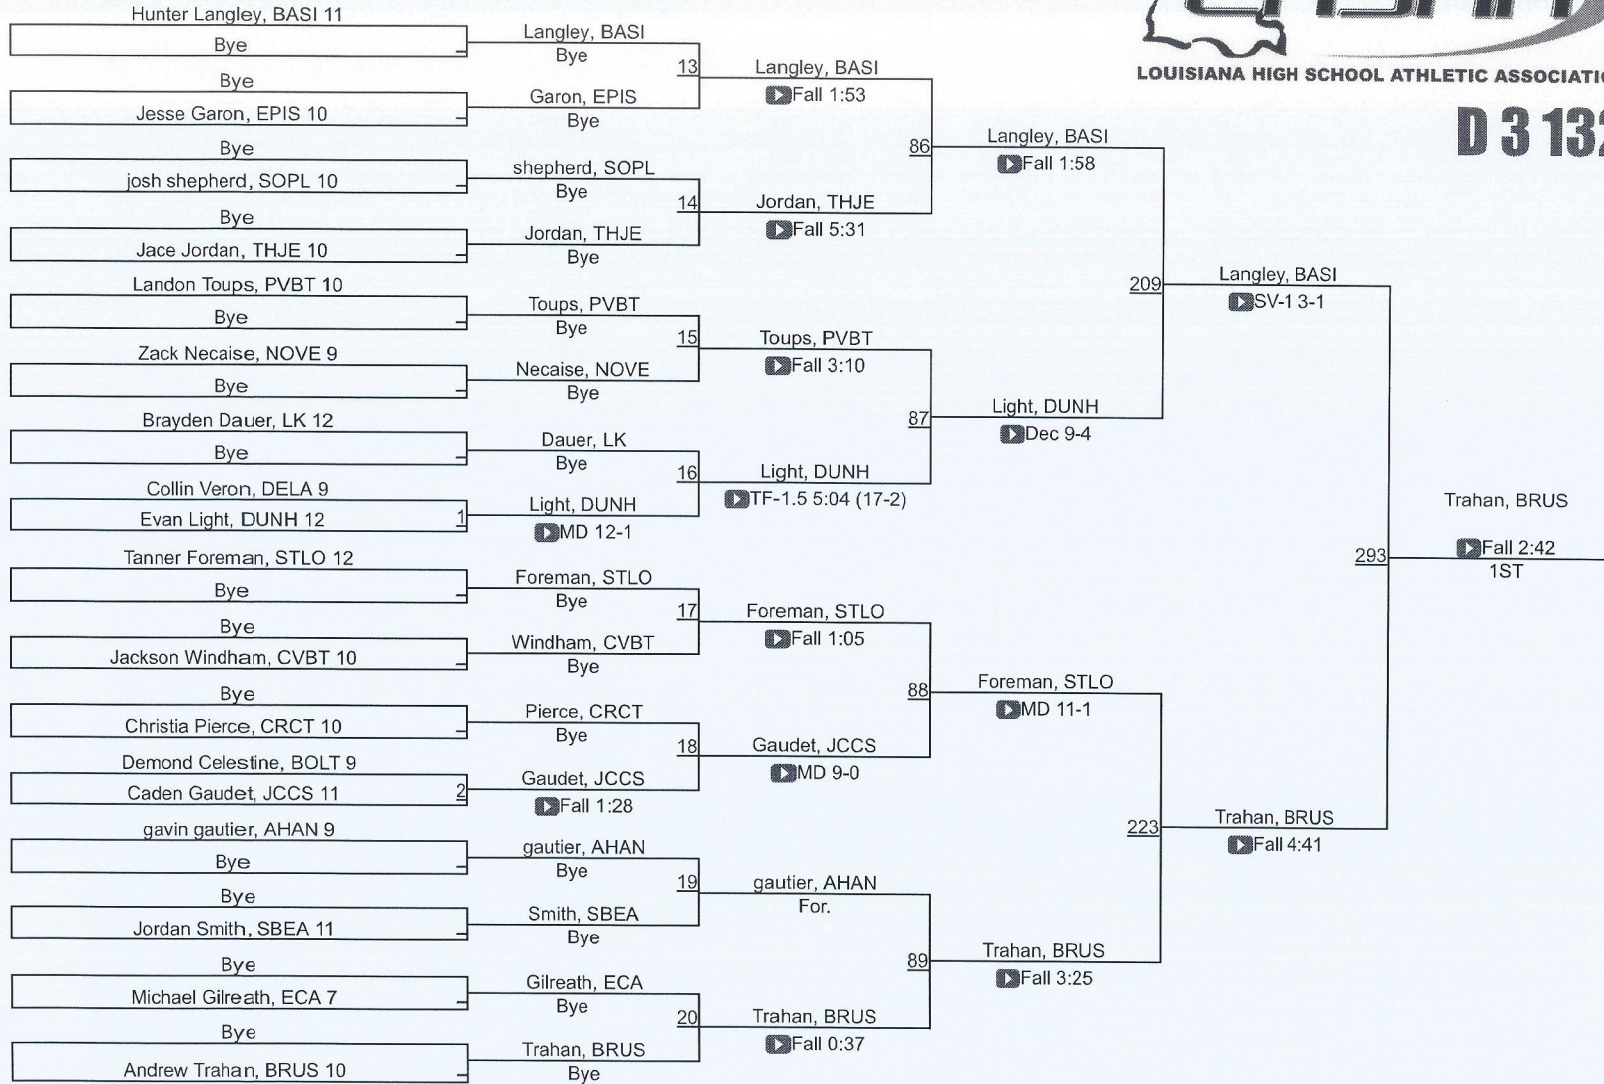 Hunter Langley, BASI 11
Bye
Bye
Jesse Garon, EPIS 10
Bye
josh shepherd, SOPL 10
Bye
Jace Jordan, THJE 10
Landon Toups, PVBT 10
Bye
Zack Necaise, NOVE 9
Bye
Brayden Dauer, LK 12
Bye
Collin Veron, DELA 9
Evan Light, DUNH 12
1
Tanner Foreman, STLO 12
Bye
Bye
Jackson Windham, CVBT 10
Bye
Christia Pierce, CRCT 10
Demond Celestine, BOLT 9
Caden Gaudet, JCCS 11
2
gavin gautier, AHAN 9
Bye
Bye
Jordan Smith, SBEA 11
Bye
Michael Gilreath, ECA 7
Bye
Andrew Trahan, BRUS 10
Langley, BASI
Bye
13
Garon, EPIS
Bye
shepherd, SOPL
Bye
14
Jordan, THJE
Bye
Toups, PVBT
Bye
15
Necaise, NOVE
Bye
Dauer, LK
Bye
16
Light, DUNH
MD 12-1
Foreman, STLO
Bye
17
Windham, CVBT
Bye
Pierce, CRCT
Bye
18
Gaudet, JCCS
Fall 1:28
gautier, AHAN
Bye
19
Smith, SBEA
Bye
Gilreath, ECA
Bye
20
Trahan, BRUS
Bye
Langley, BASI
Fall 1:53
86
Jordan, THJE
Fall 5:31
Toups, PVBT
Fall 3:10
87
Light, DUNH
TF-1.5 5:04 (17-2)
Foreman, STLO
Fall 1:05
88
Gaudet, JCCS
MD 9-0
gautier, AHAN
For.
89
Trahan, BRUS
Fall 0:37
Langley, BASI
Fall 1:58
209
Light, DUNH
Dec 9-4
Foreman, STLO
MD 11-1
223
Trahan, BRUS
Fall 3:25
Langley, BASI
SV-1 3-1
293
Trahan, BRUS
Fall 4:41
Trahan, BRUS
Fall 2:42
1ST
LOUISIANA HIGH SCHOOL ATHLETIC ASSOCIATIO
D 3 132